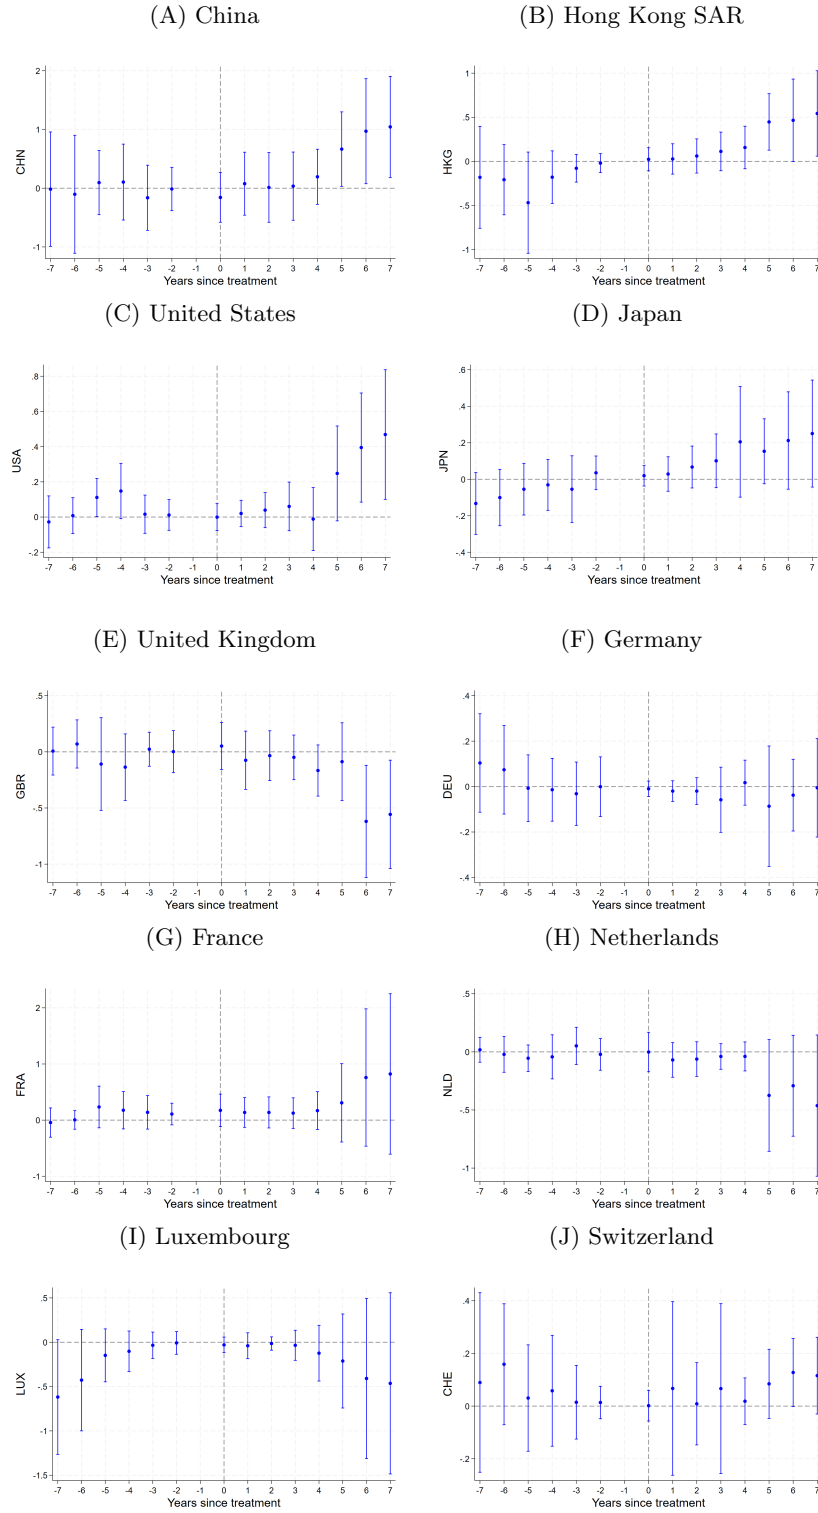 (A) China
2
1
CHN
0
-1
-7 -6 -5 -4 -3 -2 -1 0 1 2 3 4 5 6 7
Years since treatment
(B) Hong Kong SAR
1
.5
HKG
0
-.5
-1
-7 -6 -5 -4 -3 -2 -1 0 1 2 3 4 5 6 7
Years since treatment
(C) United States
.8
.6
.4
USA
.2
0
-.2
-7 -6 -5 -4 -3 -2 -1 0 1 2 3 4 5 6 7
Years since treatment
(D) Japan
.6
.4
.2
JPN
0
-.2
-.4
-7 -6 -5 -4 -3 -2 -1 0 1 2 3 4 5 6 7
Years since treatment
(E) United Kingdom
.5
0
GBR
-.5
-1
-7 -6 -5 -4 -3 -2 -1 0 1 2 3 4 5 6 7
Years since treatment
(F) Germany
.4
.2
DEU
0
-.2
-.4
-7 -6 -5 -4 -3 -2 -1 0 1 2 3 4 5 6 7
Years since treatment
(G) France
2
1
FRA
0
-1
-7 -6 -5 -4 -3 -2 -1 0 1 2 3 4 5 6 7
Years since treatment
(H) Netherlands
.5
0
NLD
-.5
-1
-7 -6 -5 -4 -3 -2 -1 0 1 2 3 4 5 6 7
Years since treatment
(I) Luxembourg
.5
0
LUX
-.5
-1
-1.5
-7 -6 -5 -4 -3 -2 -1 0 1 2 3 4 5 6 7
Years since treatment
(J) Switzerland
.4
.2
CHE
0
-.2
-7 -6 -5 -4 -3 -2 -1 0 1 2 3 4 5 6 7
Years since treatment